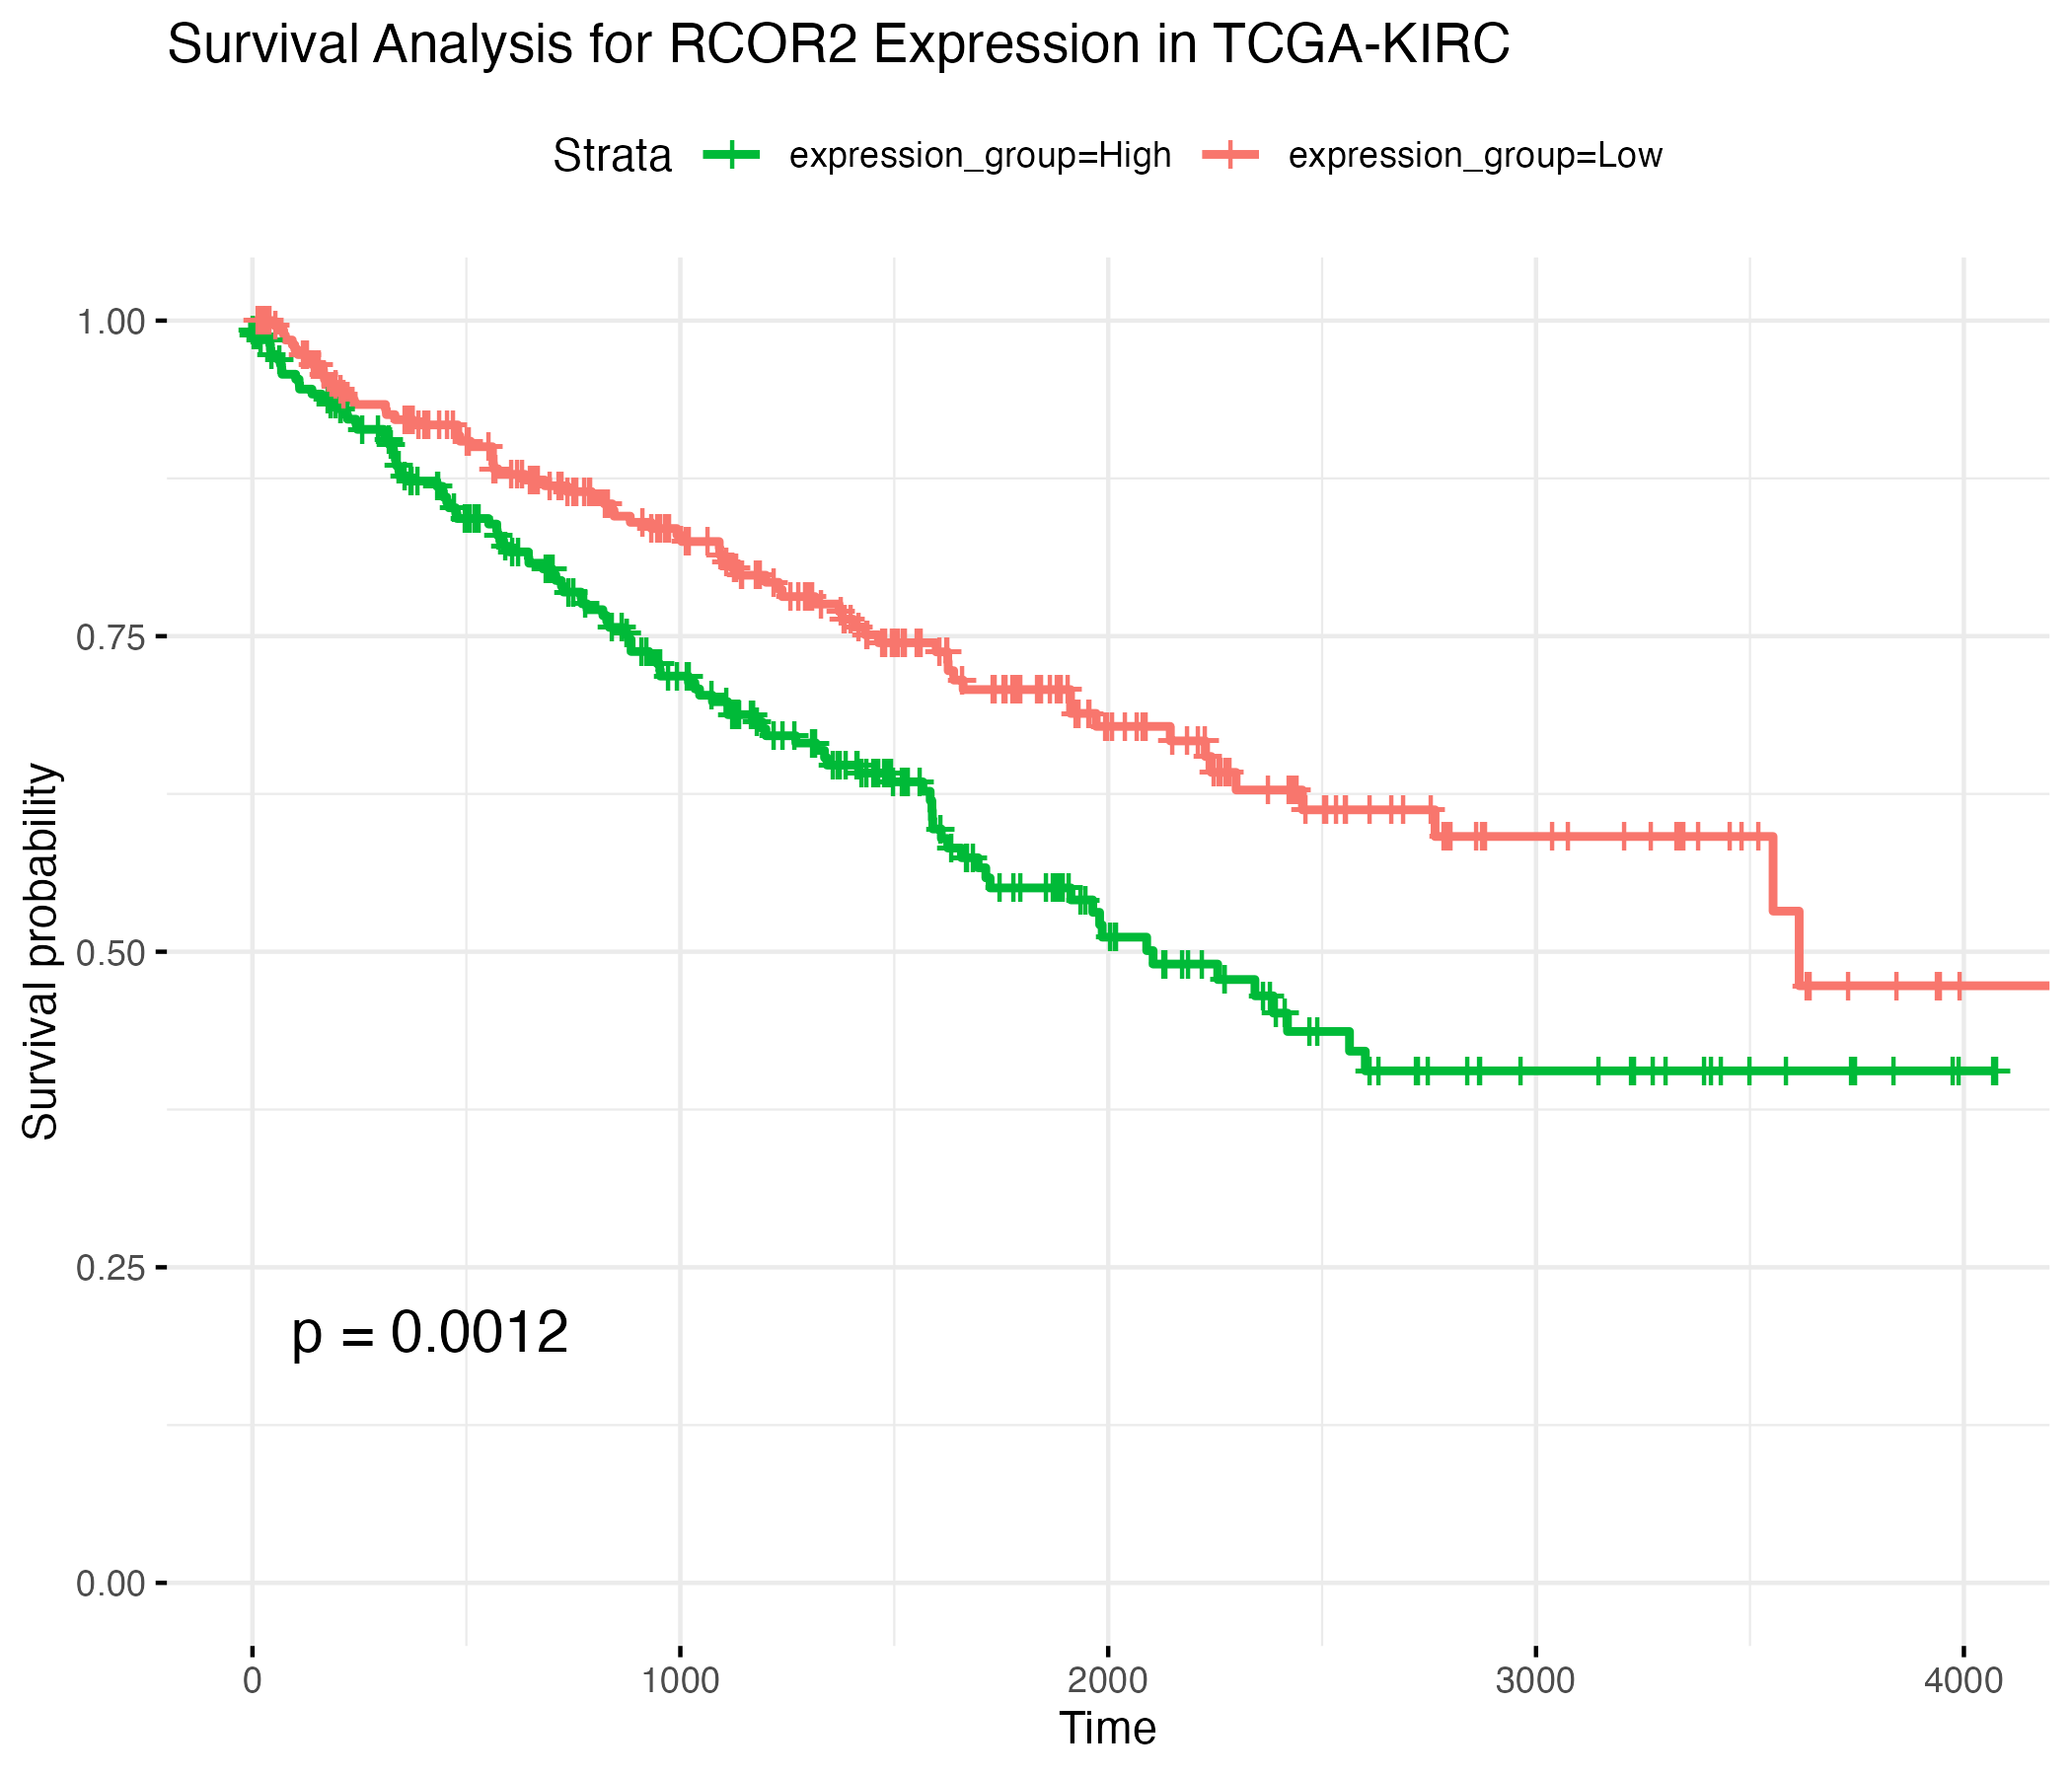 Survival Analysis for RCOR2 Expression in TCGA-KIRC
Strata expression_group=High expression_group=Low
1.00
0.75
0.50
0.25
0.00
Survival probability
p = 0.0012
0 1000 2000 3000 4000
Time